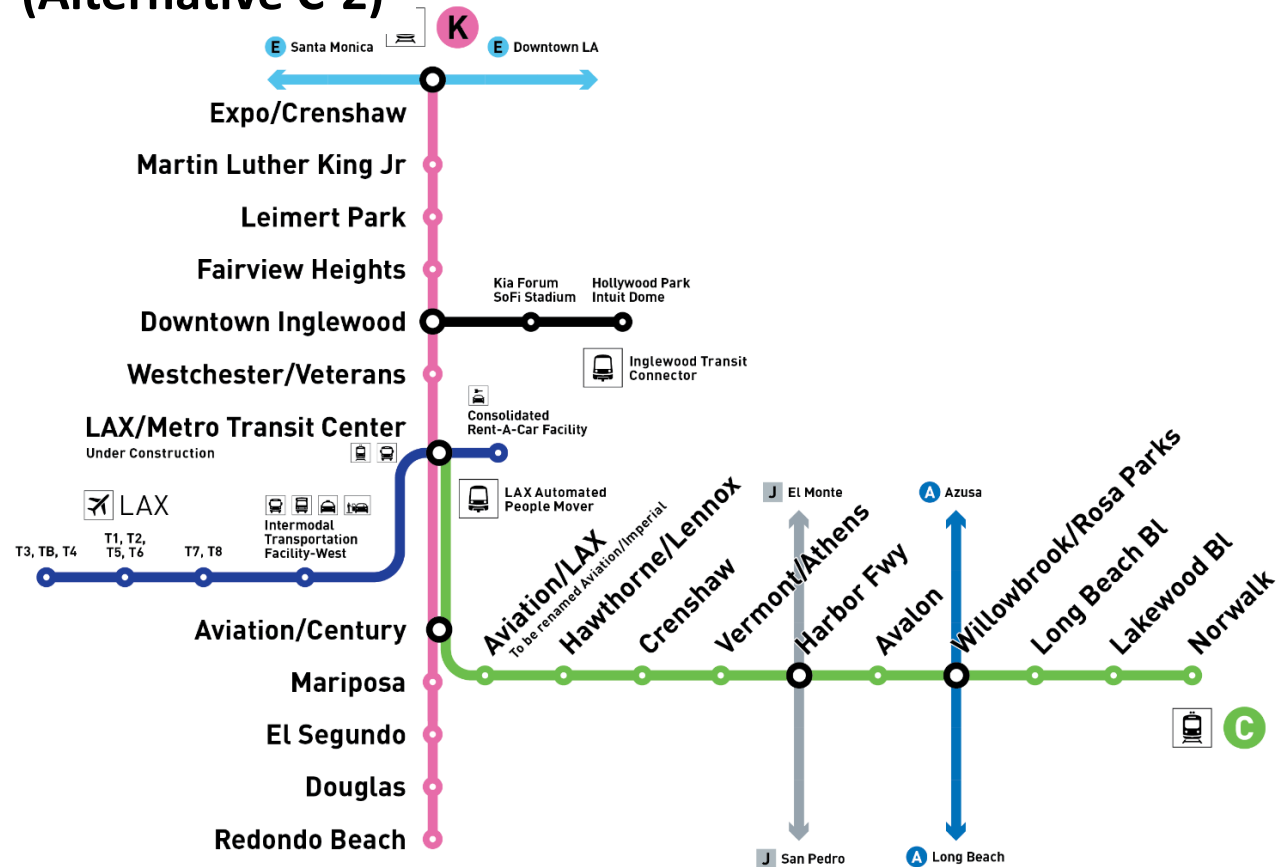 (Alternative C-2)
K
E Santa Monica
E Downtown LA
Expo/Crenshaw
Martin Luther King Jr
Leimert Park
Fairview Heights
Kia Forum
SoFi Stadium
Hollywood Park
Intuit Dome
Downtown Inglewood
Inglewood Transit
Connector
Westchester/Veterans
Consolidated
Rent-A-Car Facility
LAX/Metro Transit Center
Under Construction
LAX Automated
People Mover
LAX
Intermodal
Transportation
Facility-West
T3, TB, T4
T1, T2,
T5, T6
T7, T8
J El Monte
A Azusa
Aviation/Century
Aviation/LAX
To be renamed Aviation/Imperial
Hawthorne/Lennox
Crenshaw
Vermont/Athens
Harbor Fwy
Avalon
Willowbrook/Rosa Parks
Long Beach Bl
Lakewood Bl
Norwalk
Mariposa
El Segundo
C
Douglas
Redondo Beach
J San Pedro
A Long Beach